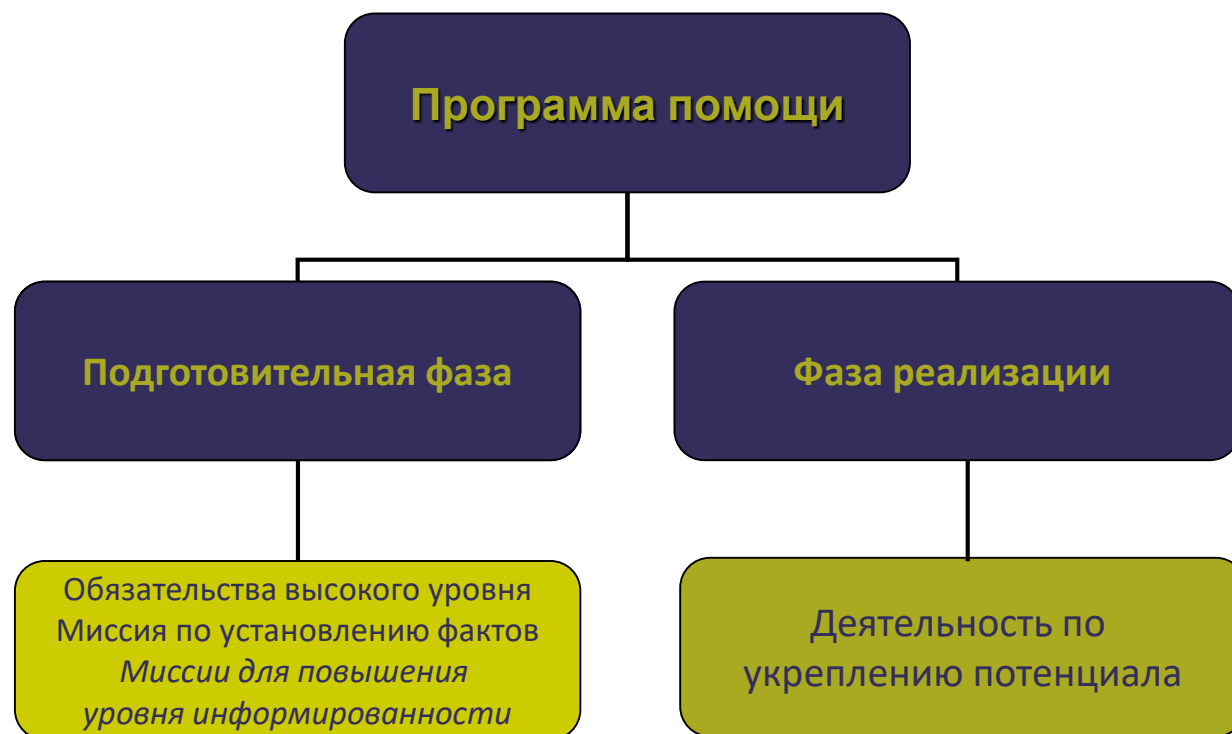 Программа помощи
Подготовительная фаза
Фаза реализации
Обязательства высокого уровня
Миссия по установлению фактов
Миссии для повышения
уровня информированности
Деятельность по
укреплению потенциала